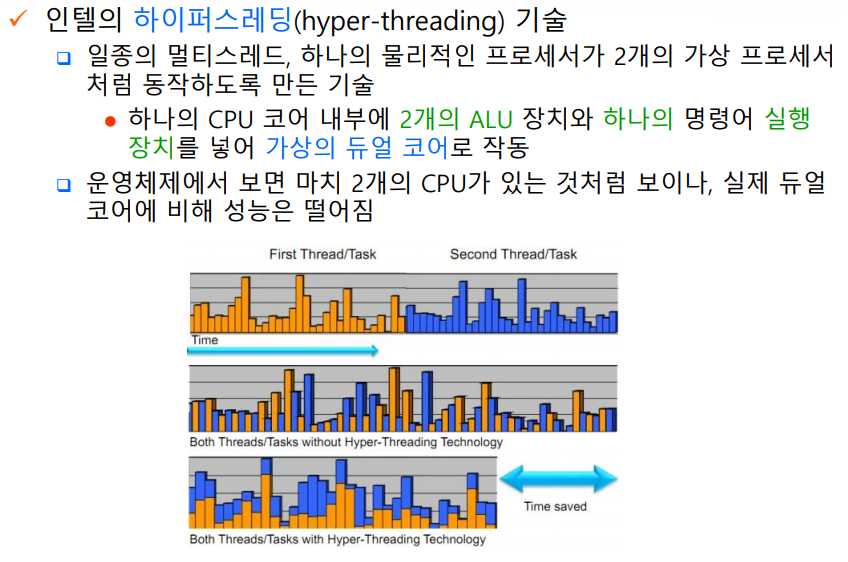 인텔의 하이퍼스레딩(hyper-threading) 기술
일종의 멀티스레드, 하나의 물리적인 프로세서가 2개의 가상 프로세서
처럼 동작하도록 만든 기술
하나의 CPU 코어 내부에 2개의 ALU 장치와 하나의 명령어 실행
장치를 넣어 가상의 듀얼 코어로 작동
운영체제에서 보면 마치 2개의 CPU가 있는 것처럼 보이나, 실제 듀얼
코어에 비해 성능은 떨어짐
First Thread/Task
Second Thread/Task
Time
Both Threads/Tasks without Hyper-Threading Technology
Time saved
Both Threads/Tasks with Hyper-Threading Technology